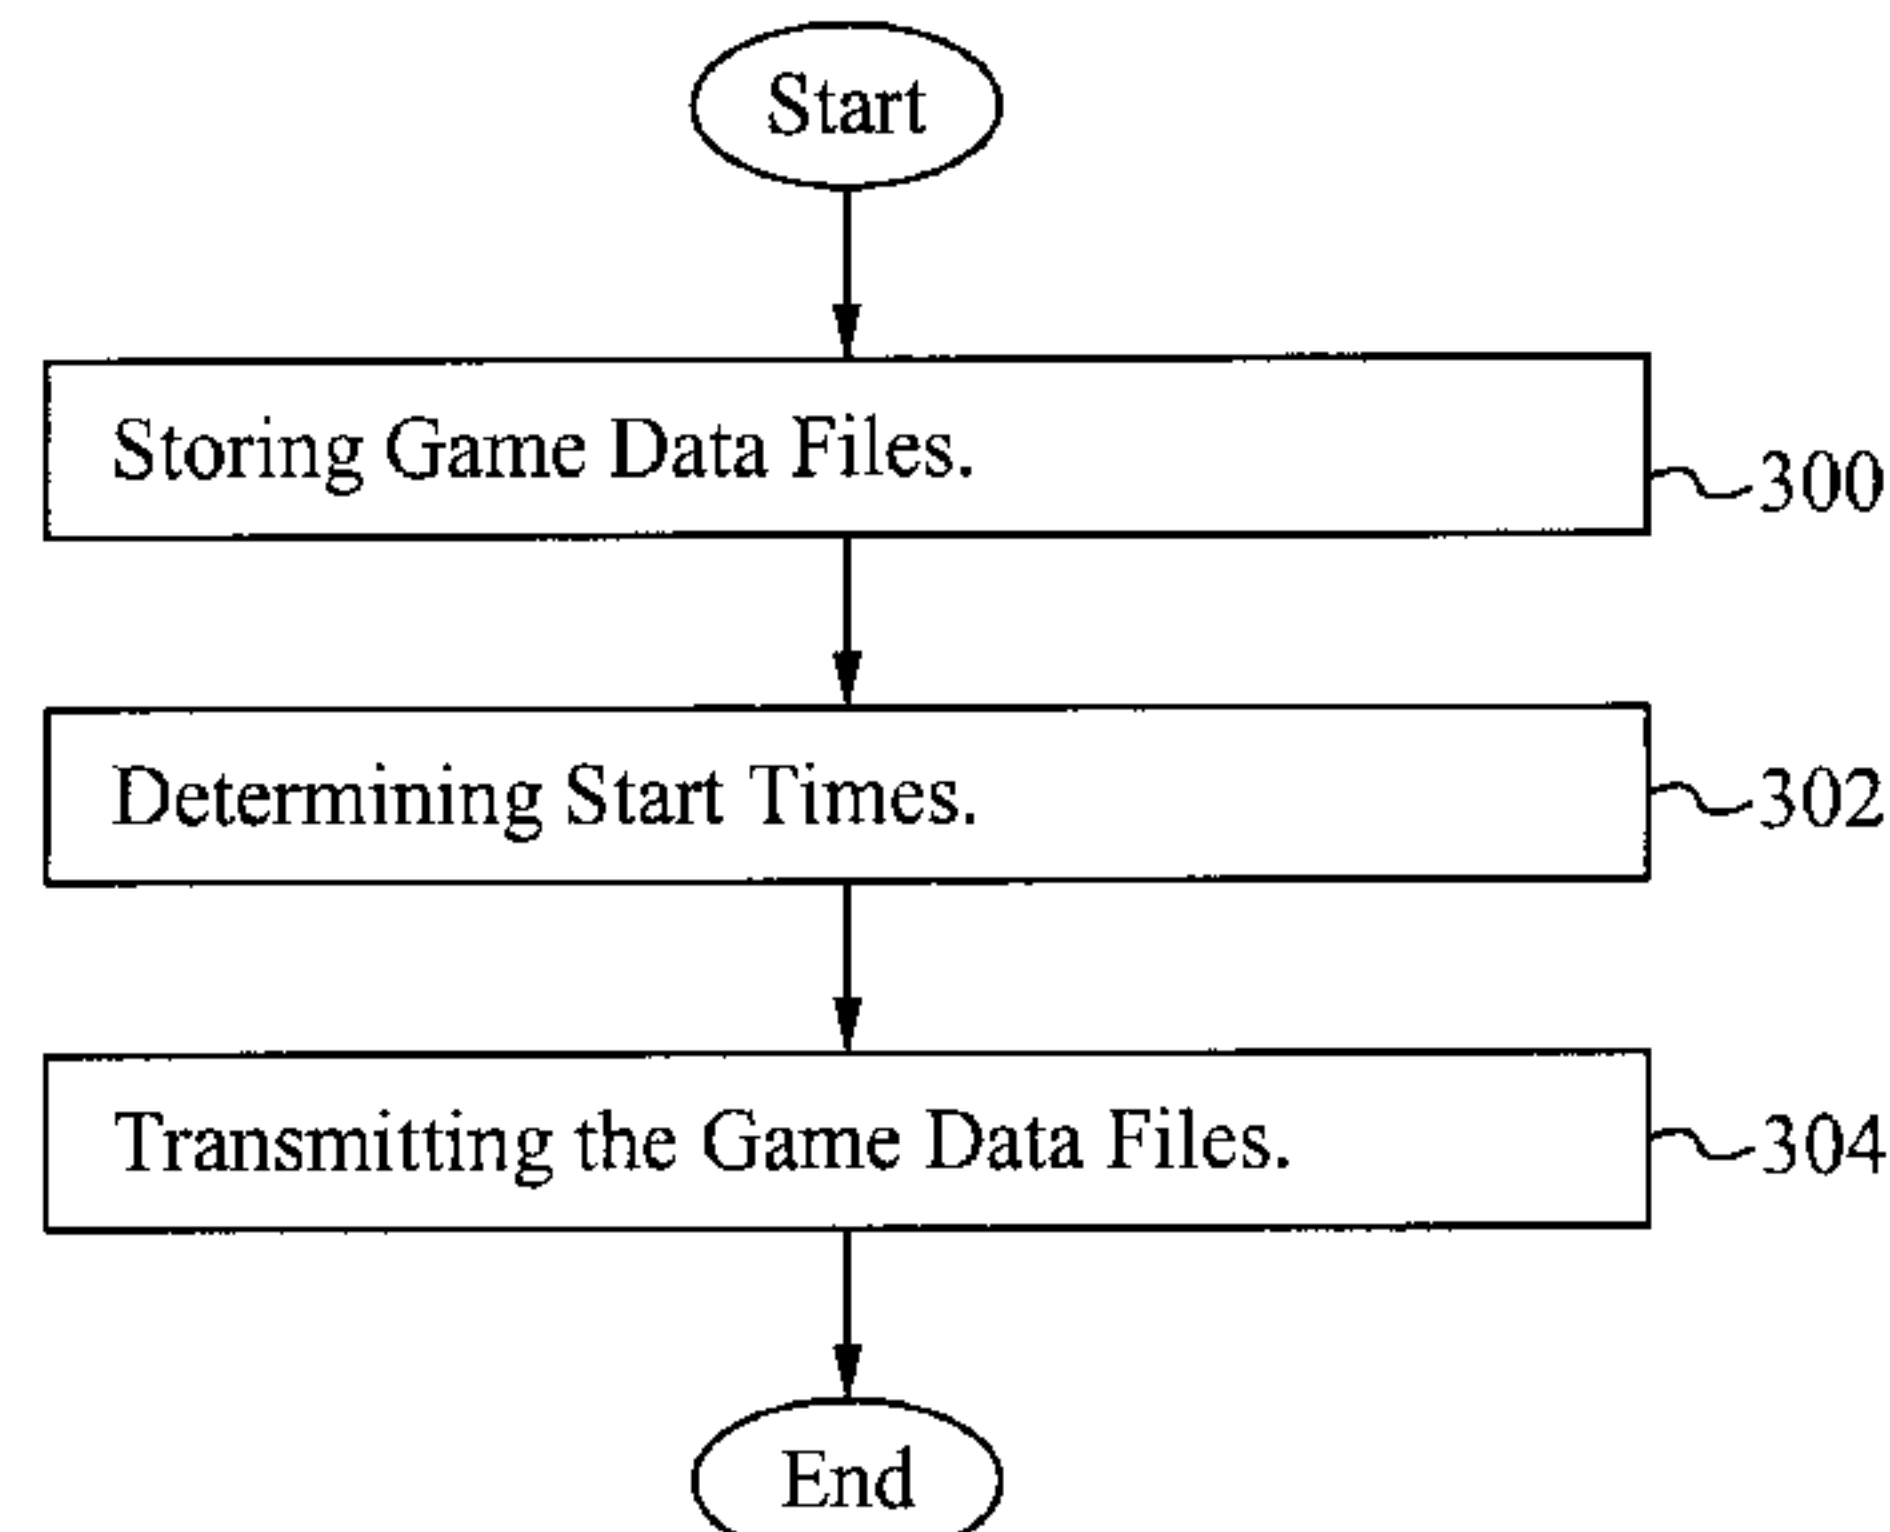 Start
Storing Game Data Files.
300
Determining Start Times.
302
Transmitting the Game Data Files.
304
End